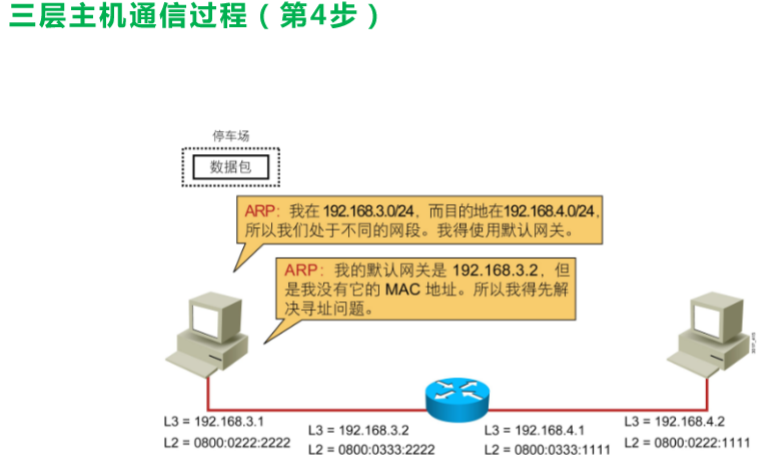 三层主机通信过程（第4步）
停车场
数据包
ARP：我在 192.168.3.0/24，而目的地在192.168.4.0/24，
所以我们处于不同的网段。我得使用默认网关。
ARP：我的默认网关是 192.168.3.2，但
是我没有它的 MAC 地址。所以我得先解
决寻址问题。
L3 = 192.168.3.1
L2 = 0800:0222:2222
L3 = 192.168.3.2
L2 = 0800:0333:2222
L3 = 192.168.4.1
L2 = 0800:0333:1111
L3 = 192.168.4.2
L2 = 0800:0222:1111